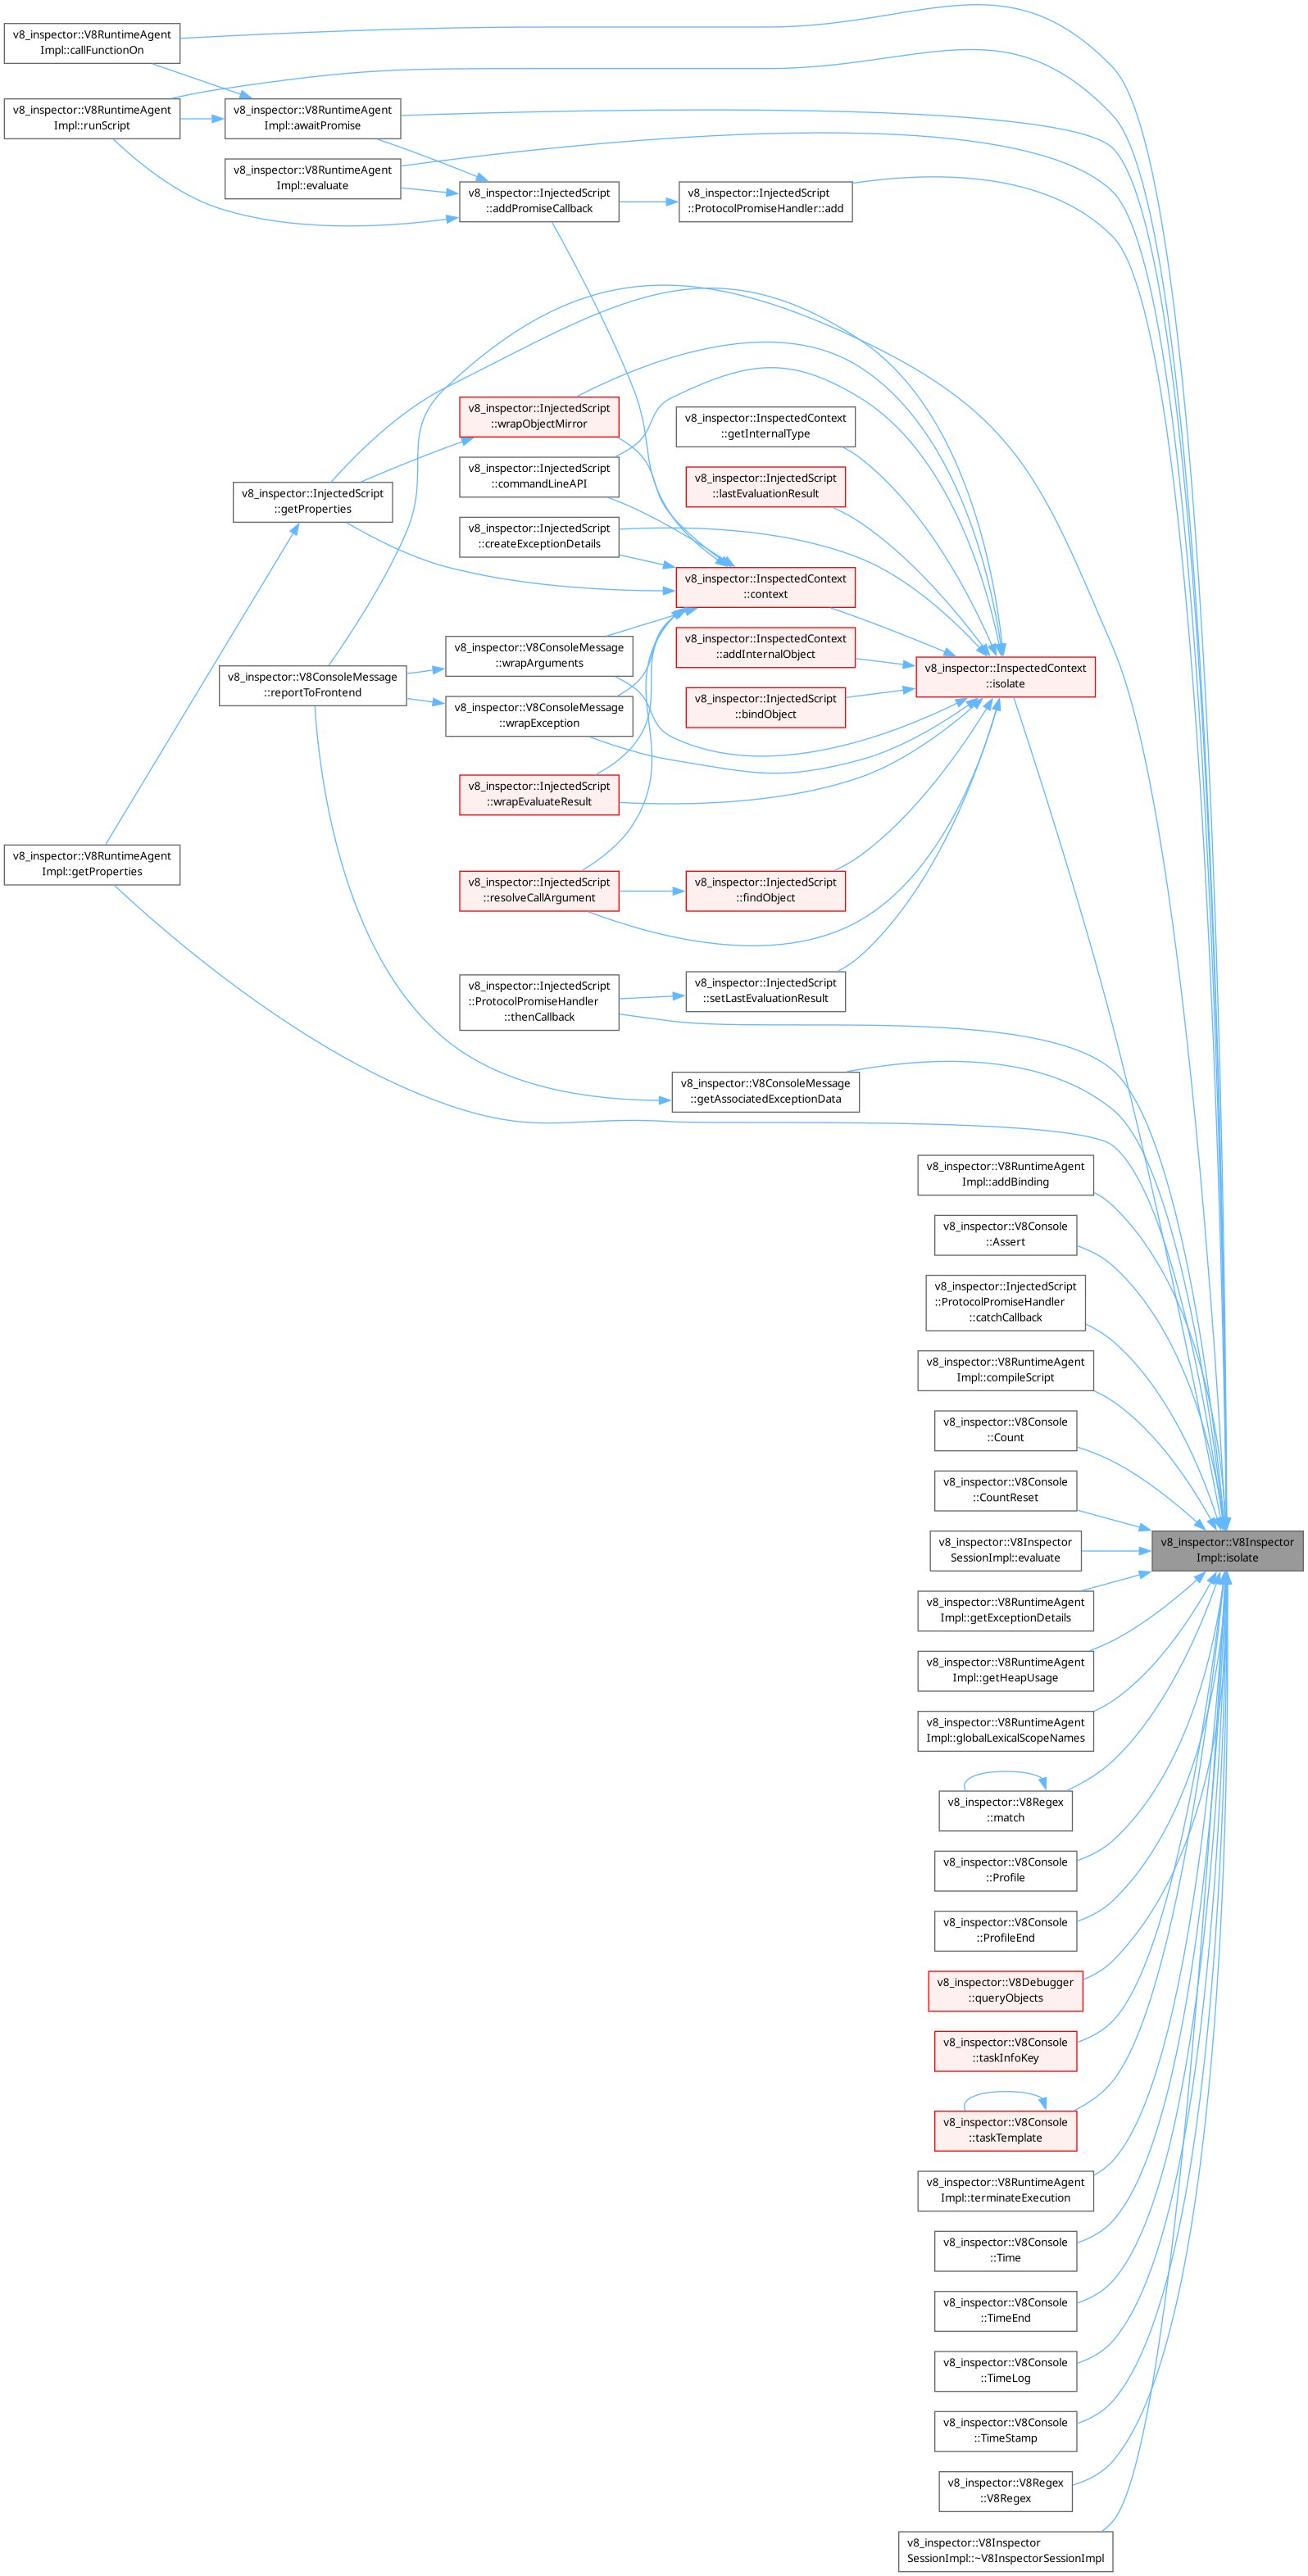 v8_inspector::V8RuntimeAgent
Impl::callFunctionOn
v8_inspector::V8RuntimeAgent
Impl::runScript
v8_inspector::V8RuntimeAgent
Impl::awaitPromise
v8_inspector::V8RuntimeAgent
Impl::evaluate
v8_inspector::InjectedScript
::addPromiseCallback
v8_inspector::InjectedScript
::ProtocolPromiseHandler::add
v8_inspector::InjectedScript
::wrapObjectMirror
v8_inspector::InspectedContext
::getInternalType
v8_inspector::InjectedScript
::commandLineAPI
v8_inspector::InjectedScript
::lastEvaluationResult
v8_inspector::InjectedScript
::getProperties
v8_inspector::InjectedScript
::createExceptionDetails
v8_inspector::InspectedContext
::context
v8_inspector::V8ConsoleMessage
::wrapArguments
v8_inspector::InspectedContext
::addInternalObject
v8_inspector::InspectedContext
::isolate
v8_inspector::V8ConsoleMessage
::reportToFrontend
v8_inspector::V8ConsoleMessage
::wrapException
v8_inspector::InjectedScript
::bindObject
v8_inspector::InjectedScript
::wrapEvaluateResult
v8_inspector::V8RuntimeAgent
Impl::getProperties
v8_inspector::InjectedScript
::resolveCallArgument
v8_inspector::InjectedScript
::findObject
v8_inspector::InjectedScript
::ProtocolPromiseHandler
::thenCallback
v8_inspector::InjectedScript
::setLastEvaluationResult
v8_inspector::V8ConsoleMessage
::getAssociatedExceptionData
v8_inspector::V8RuntimeAgent
Impl::addBinding
v8_inspector::V8Console
::Assert
v8_inspector::InjectedScript
::ProtocolPromiseHandler
::catchCallback
v8_inspector::V8RuntimeAgent
Impl::compileScript
v8_inspector::V8Console
::Count
v8_inspector::V8Console
::CountReset
v8_inspector::V8Inspector
SessionImpl::evaluate
v8_inspector::V8Inspector
Impl::isolate
v8_inspector::V8RuntimeAgent
Impl::getExceptionDetails
v8_inspector::V8RuntimeAgent
Impl::getHeapUsage
v8_inspector::V8RuntimeAgent
Impl::globalLexicalScopeNames
v8_inspector::V8Regex
::match
v8_inspector::V8Console
::Profile
v8_inspector::V8Console
::ProfileEnd
v8_inspector::V8Debugger
::queryObjects
v8_inspector::V8Console
::taskInfoKey
v8_inspector::V8Console
::taskTemplate
v8_inspector::V8RuntimeAgent
Impl::terminateExecution
v8_inspector::V8Console
::Time
v8_inspector::V8Console
::TimeEnd
v8_inspector::V8Console
::TimeLog
v8_inspector::V8Console
::TimeStamp
v8_inspector::V8Regex
::V8Regex
v8_inspector::V8Inspector
SessionImpl::~V8InspectorSessionImpl